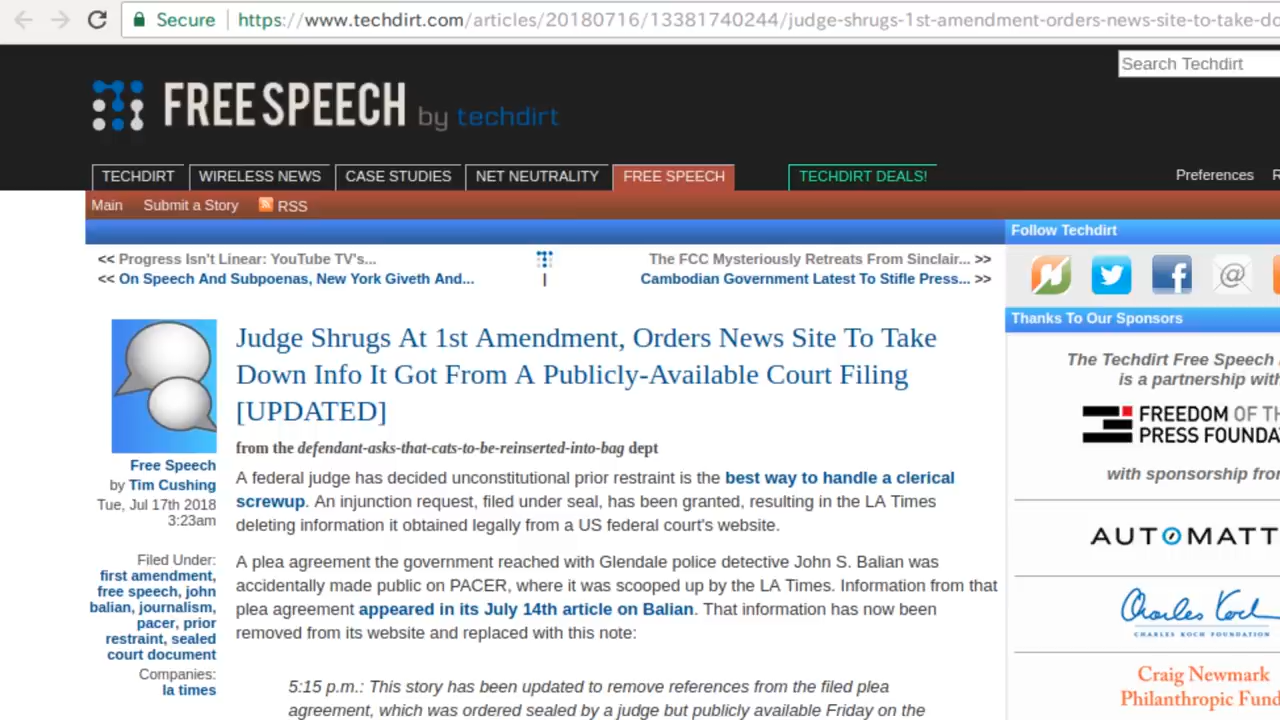 Secure https://www.techdirt.com/articles/20180716/13381740244/judge-shrugs-1st-amendment-orders-news-site-to-take-do
Search Techdirt
FREE SPEECH by techdirt
TECHDIRT WIRELESS NEWS CASE STUDIES NET NEUTRALITY FREE SPEECH TECHDIRT DEALS! Preferences R
Main Submit a Story RSS
Follow Techdirt
<< Progress Isn't Linear: YouTube TV's... The FCC Mysteriously Retreats From Sinclair... >>
<< On Speech And Subpoenas, New York Giveth And... | Cambodian Government Latest To Stifle Press... >>
Thanks To Our Sponsors
The Techdirt Free Speech
is a partnership with
FREEDOM OF TH
PRESS FOUNDA
with sponsorship from
AUTOMATT
Charles Koch
CHARLES KOCH FOUNDATION
Craig Newmark
Philanthropic Fund
Judge Shrugs At 1st Amendment, Orders News Site To Take
Down Info It Got From A Publicly-Available Court Filing
[UPDATED]
from the defendant-asks-that-cats-to-be-reinserted-into-bag dept
Free Speech
by Tim Cushing
Tue, Jul 17th 2018
3:23am
Filed Under:
first amendment,
free speech, john
balian, journalism,
pacer, prior
restraint, sealed
court document
Companies:
la times
A federal judge has decided unconstitutional prior restraint is the best way to handle a clerical
screwup. An injunction request, filed under seal, has been granted, resulting in the LA Times
deleting information it obtained legally from a US federal court's website.
A plea agreement the government reached with Glendale police detective John S. Balian was
accidentally made public on PACER, where it was scooped up by the LA Times. Information from that
plea agreement appeared in its July 14th article on Balian. That information has now been
removed from its website and replaced with this note:
5:15 p.m.: This story has been updated to remove references from the filed plea
agreement, which was ordered sealed by a judge but publicly available Friday on the